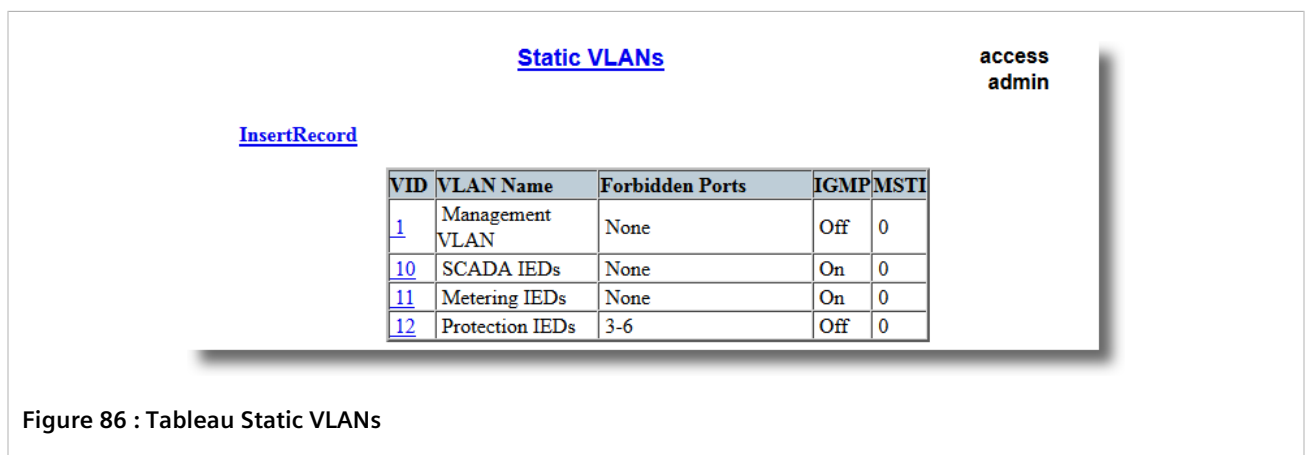 Static VLANs
access
admin
InsertRecord
VID VLAN Name Forbidden Ports IGMP MSTI
1 Management VLAN None Off 0
10 SCADA IEDs None On 0
11 Metering IEDs None On 0
12 Protection IEDs 3-6 Off 0
Figure 86 : Tableau Static VLANs